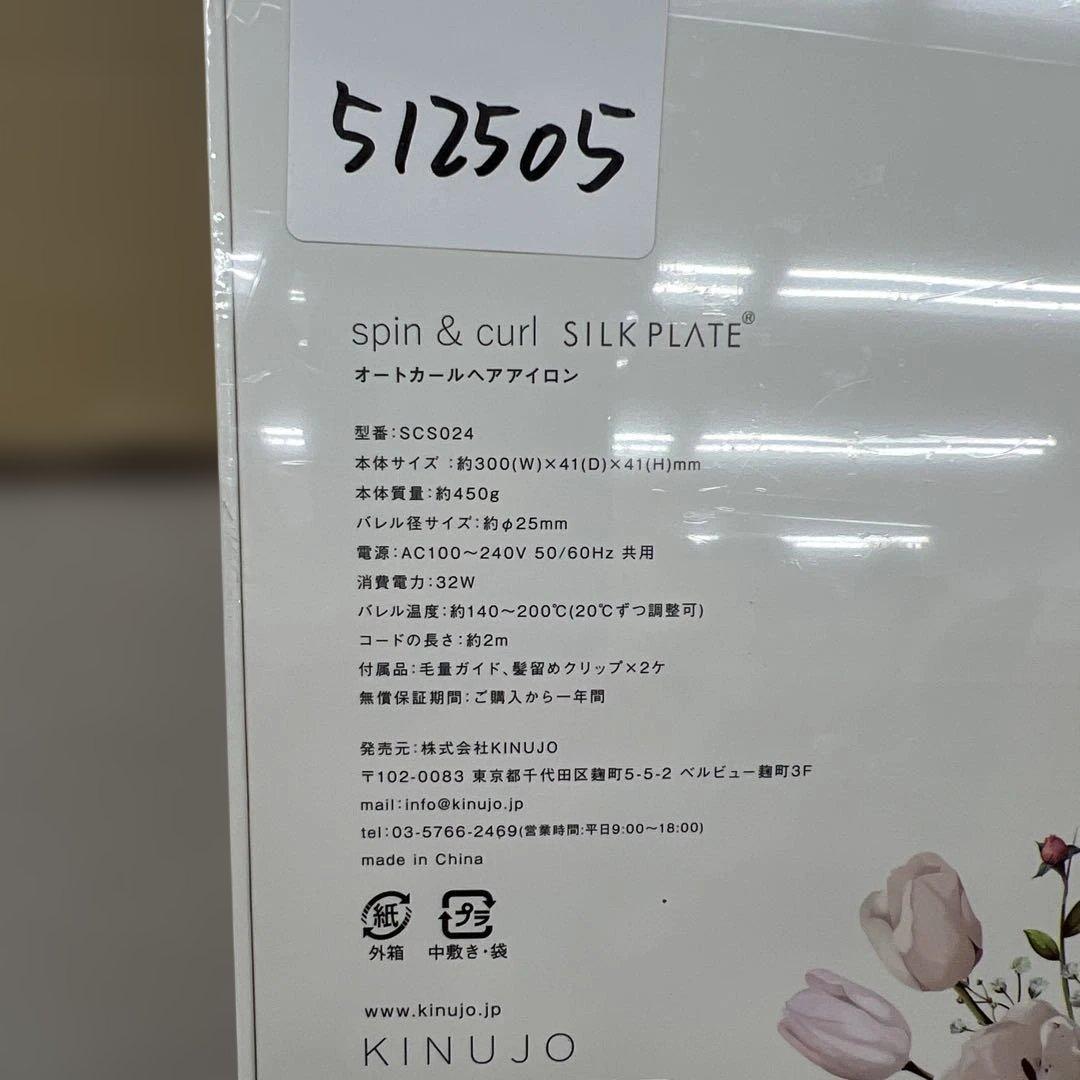 512505
spin & curl SILK PLATE®
オートカールヘアアイロン
型番:SCS024
本体サイズ :約300(W)×41(D)×41(H)mm
本体質量:約450g
バレル径サイズ:約φ25mm
電源:AC100〜240V 50/60Hz 共用
消費電力:32W
バレル温度:約140〜200℃(20℃ずつ調整可)
コードの長さ:約2m
付属品:毛量ガイド、髪留めクリップ×2ケ
無償保証期間:ご購入から一年間
発売元:株式会社KINUJO
〒102-0083 東京都千代田区麹町5-5-2 ベルビュー麹町3F
mail:info@kinujo.jp
tel:03-5766-2469(営業時間:平日9:00〜18:00)
made in China
紙 プラ
外箱 中敷き・袋
www.kinujo.jp
KINUJO